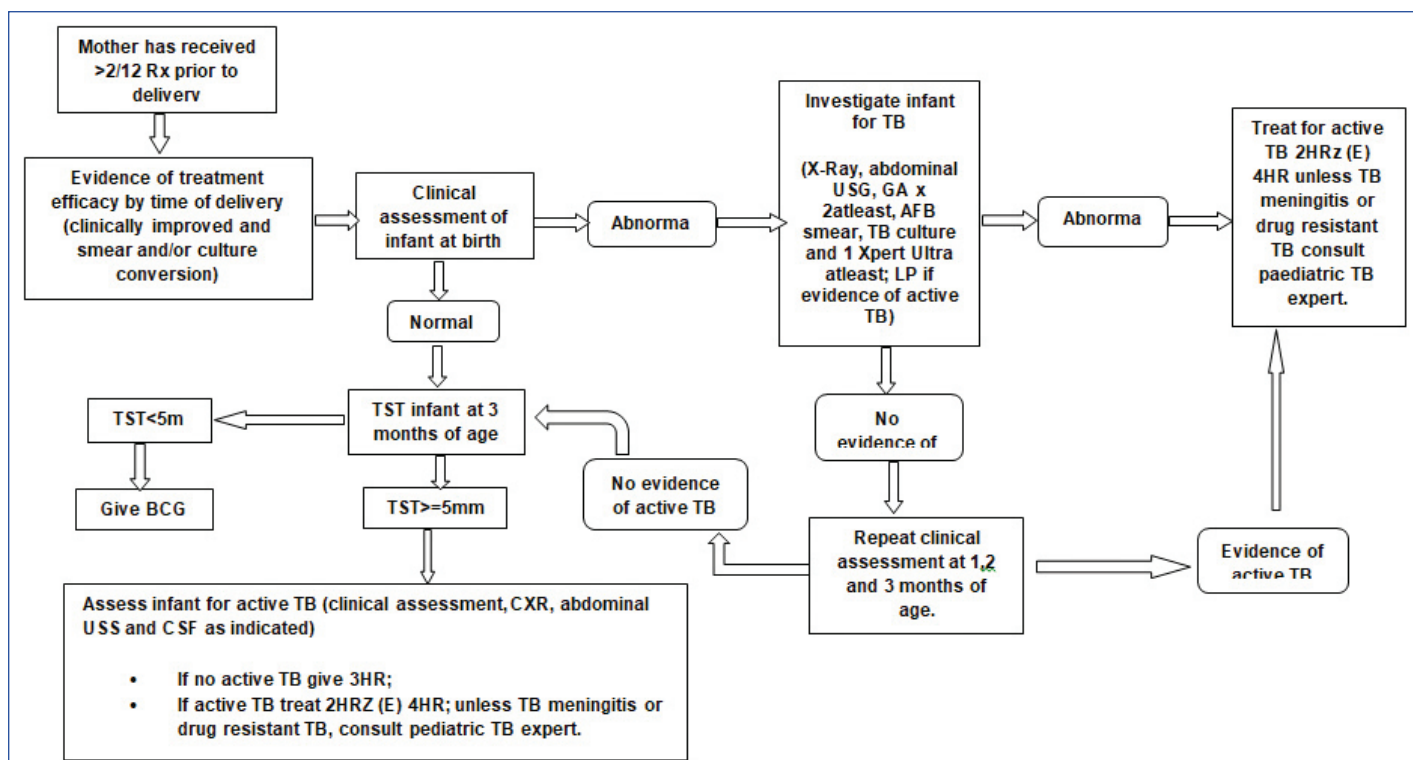 Mother has received
>2/12 Rx prior to
delivery
Evidence of treatment
efficacy by time of delivery
(clinically improved and
smear and/or culture
conversion)
Clinical
assessment of
infant at birth
Abnorma
Investigate infant
for TB
(X-Ray, abdominal
USG, GA x
2atleast, AFB
smear, TB culture
and 1 Xpert Ultra
atleast; LP if
evidence of active
TB)
Abnorma
Treat for active
TB 2HRz (E)
4HR unless TB
meningitis or
drug resistant
TB consult
paediatric TB
expert.
Normal
TST infant at 3
months of age
TST<5m
Give BCG
TST>=5mm
No evidence
of active TB
No
evidence of
Repeat clinical
assessment at 1,2
and 3 months of
age.
Evidence of
active TB
Assess infant for active TB (clinical assessment, CXR, abdominal
USS and CSF as indicated)
• If no active TB give 3HR;
• If active TB treat 2HRZ (E) 4HR; unless TB meningitis or
drug resistant TB, consult pediatric TB expert.